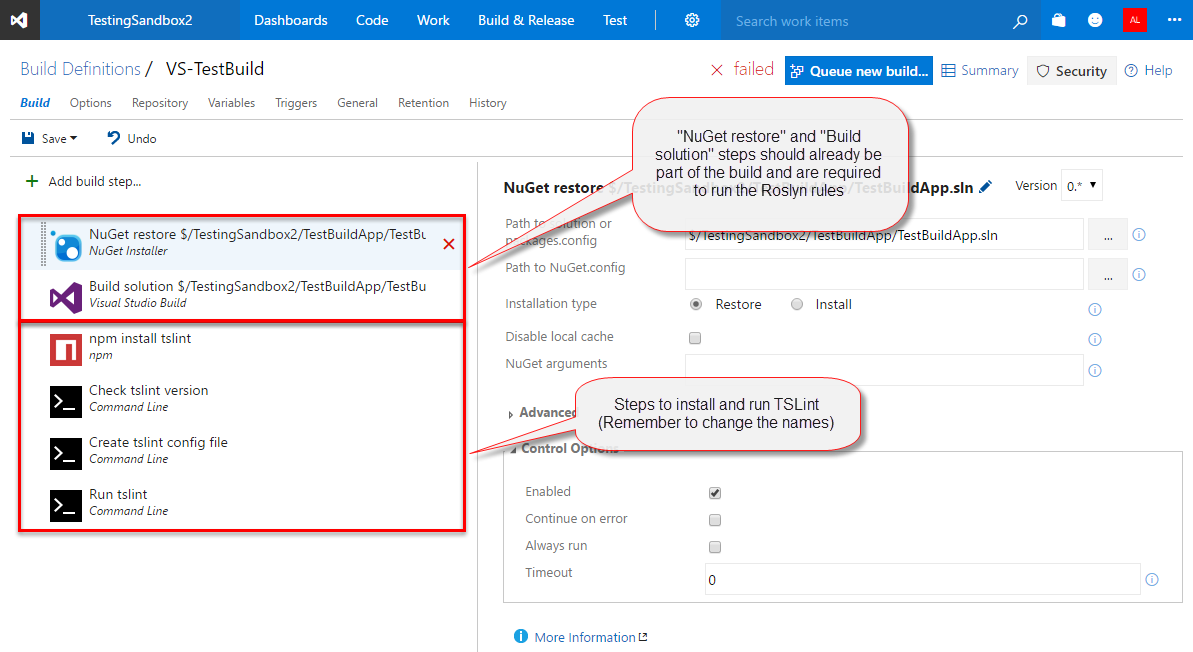 TestingSandbox2 Dashboards Code Work Build & Release Test Search work items AL
Build Definitions / VS-TestBuild failed Queue new build... Summary Security Help
Build Options Repository Variables Triggers General Retention History
Save Undo
Add build step...
NuGet restore $/TestingSandbox2/TestBuildApp/TestBu
NuGet Installer
Build solution $/TestingSandbox2/TestBuildApp/TestBu
Visual Studio Build
npm install tslint
npm
Check tslint version
Command Line
Create tslint config file
Command Line
Run tslint
Command Line
"NuGet restore" and "Build
solution" steps should already be
part of the build and are required
to run the Roslyn rules
NuGet restore $/TestingSandbox2/TestBuildApp/TestBuildApp.sln Version 0.*
Path to solution or
packages.config
$/TestingSandbox2/TestBuildApp/TestBuildApp.sln ...
Path to NuGet.config ...
Installation type Restore Install
Disable local cache
NuGet arguments
Steps to install and run TSLint
(Remember to change the names)
Advanced
Control Options
Enabled
Continue on error
Always run
Timeout 0
More Information